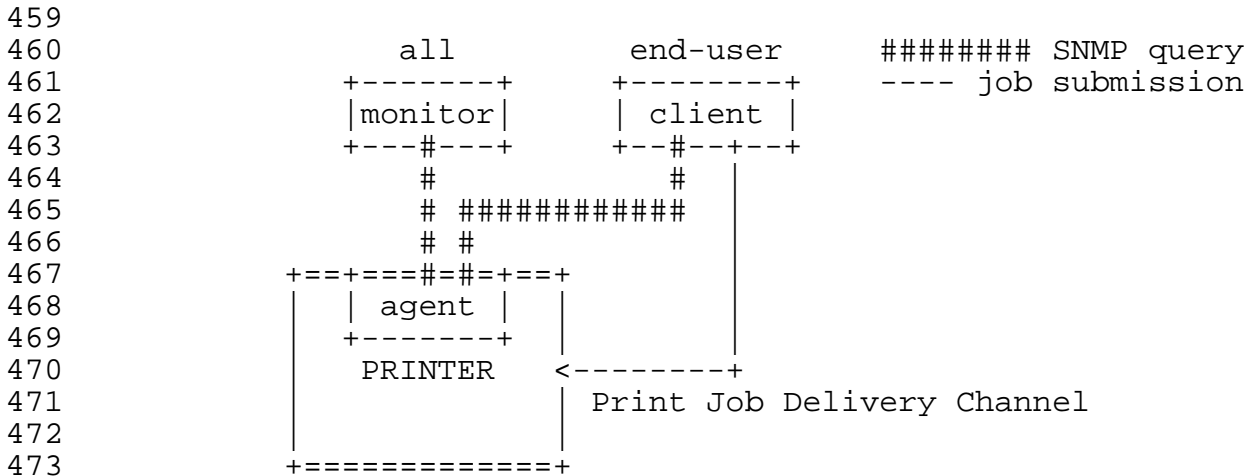 459
460                  all            end-user     ######## SNMP query
461               +-------+      +--------+    ---- job submission
462               |monitor|      | client |
463               +---#---+      +--#--+--+
464                   #             #  |
465                   # ############  |
466                   # #              |
467            +==+===#=#=+==+         |
468            |  | agent |  |         |
469            |  +-------+  |         |
470            |   PRINTER   <--------+
471            |             | Print Job Delivery Channel
472            |             |
473            +=============+